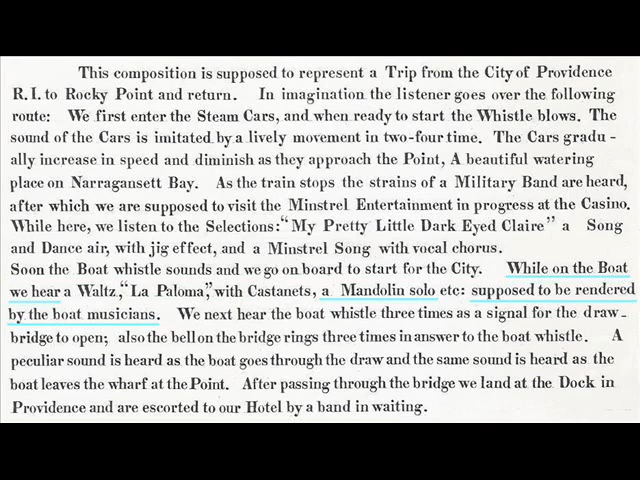 This composition is supposed to represent a Trip from the City of Providence
R.I. to Rocky Point and return. In imagination the listener goes over the following
route: We first enter the Steam Cars, and when ready to start the Whistle blows. The
sound of the Cars is imitated by a lively movement in two-four time. The Cars gradu-
ally increase in speed and diminish as they approach the Point, A beautiful watering
place on Narragansett Bay. As the train stops the strains of a Military Band are heard,
after which we are supposed to visit the Minstrel Entertainment in progress at the Casino.
While here, we listen to the Selections: “My Pretty Little Dark Eyed Claire” a Song
and Dance air, with jig effect, and a Minstrel Song with vocal chorus.
Soon the Boat whistle sounds and we go on board to start for the City. While on the Boat
we hear a Waltz, “La Paloma”, with Castanets, a Mandolin solo etc: supposed to be rendered
by the boat musicians. We next hear the boat whistle three times as a signal for the draw-
bridge to open; also the bell on the bridge rings three times in answer to the boat whistle. A
peculiar sound is heard as the boat goes through the draw and the same sound is heard as the
boat leaves the wharf at the Point. After passing through the bridge we land at the Dock in
Providence and are escorted to our Hotel by a band in waiting.